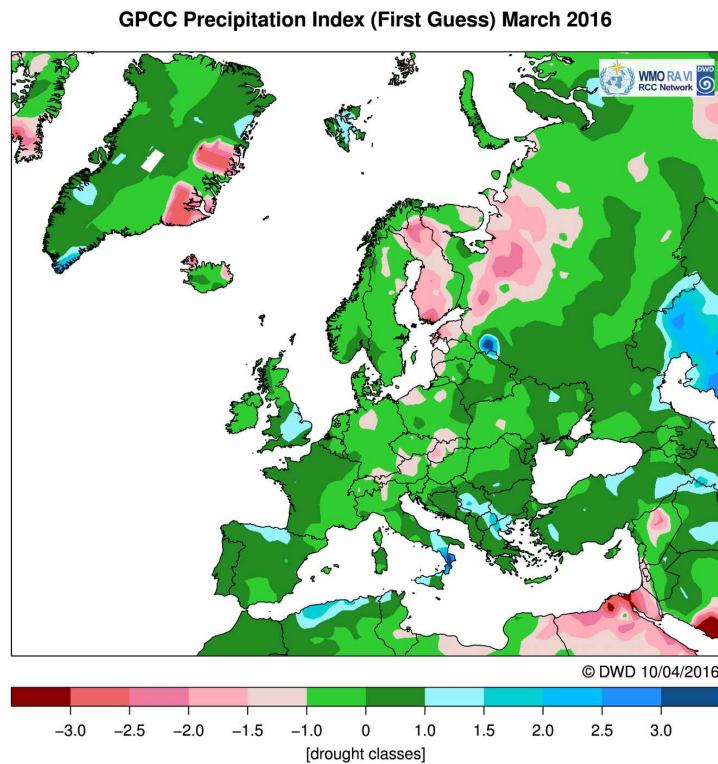 GPCC Precipitation Index (First Guess) March 2016
WMO RA VI
RCC Network
DWD
© DWD 10/04/2016
−3.0 −2.5 −2.0 −1.5 −1.0 0 1.0 1.5 2.0 2.5 3.0
[drought classes]